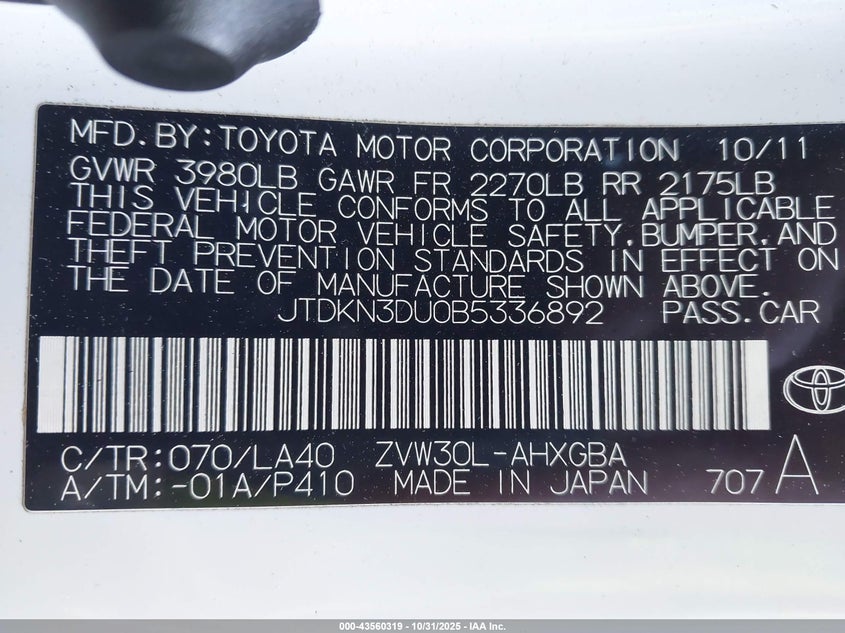 MFD.BY:TOYOTA MOTOR CORPORATION 10/11
GVWR 3980LB GAWR FR 2270LB RR 2175LB
THIS VEHICLE CONFORMS TO ALL APPLICABLE
FEDERAL MOTOR VEHICLE SAFETY,BUMPER,AND
THEFT PREVENTION STANDARDS IN EFFECT ON
THE DATE OF MANUFACTURE SHOWN ABOVE.
JTDKN3DU0B5336892 PASS.CAR
C/TR:070/LA40 ZVW30L-AHXGBA
A/TM:-01A/P410 MADE IN JAPAN 707 A
000-43560319 - 10/31/2025 - IAA Inc.